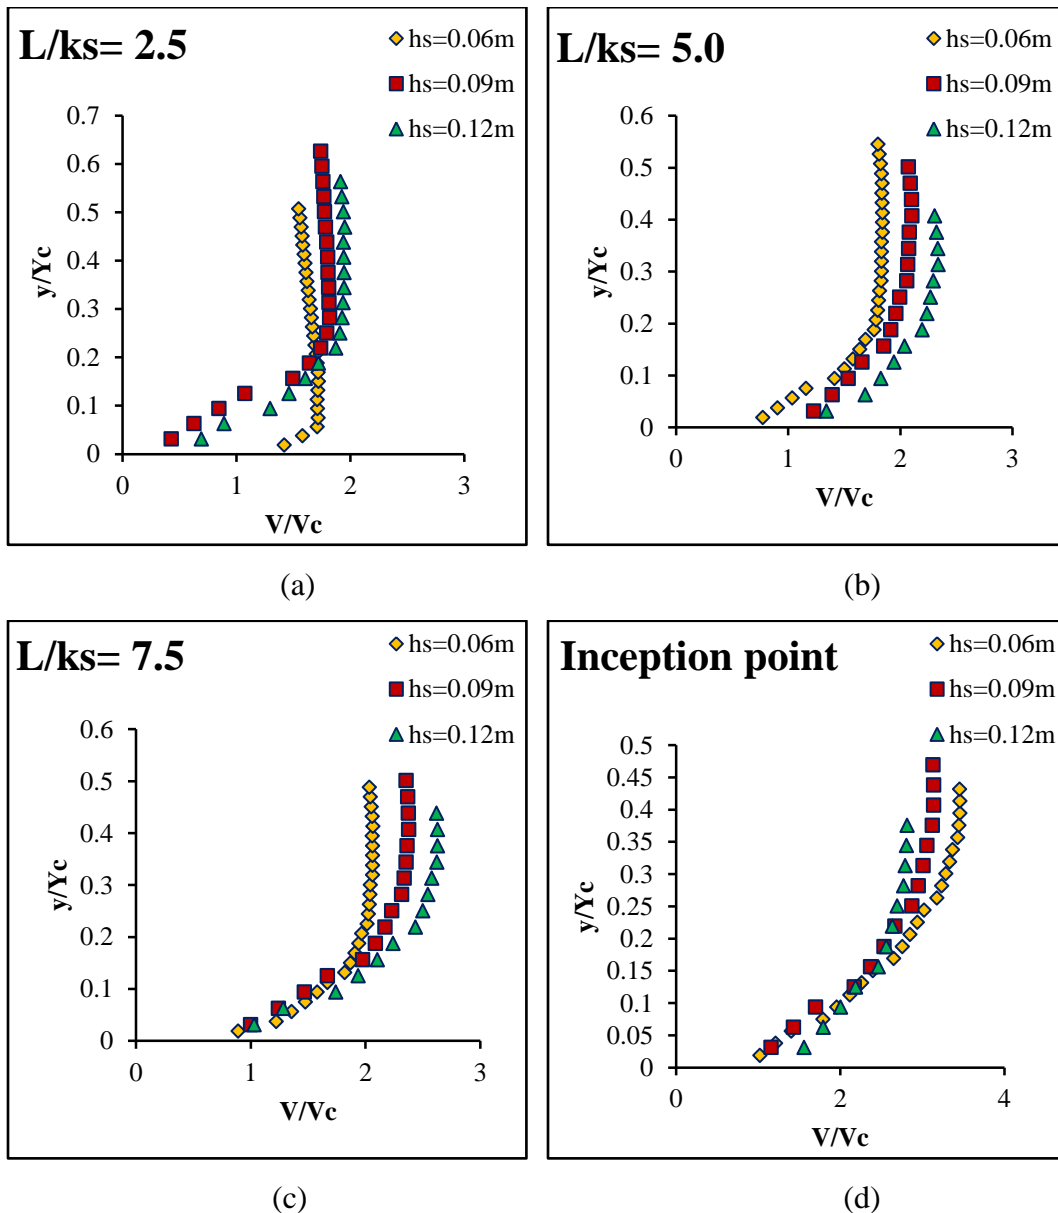 L/ks= 2.5
hs=0.06m
hs=0.09m
hs=0.12m
y/Yc
0.7
0.6
0.5
0.4
0.3
0.2
0.1
0
0 1 2 3
V/Vc
(a)
L/ks= 5.0
hs=0.06m
hs=0.09m
hs=0.12m
y/Yc
0.6
0.5
0.4
0.3
0.2
0.1
0
0 1 2 3
V/Vc
(b)
L/ks= 7.5
hs=0.06m
hs=0.09m
hs=0.12m
y/Yc
0.6
0.5
0.4
0.3
0.2
0.1
0
0 1 2 3
V/Vc
(c)
Inception point
hs=0.06m
hs=0.09m
hs=0.12m
y/Yc
0.5
0.45
0.4
0.35
0.3
0.25
0.2
0.15
0.1
0.05
0
0 2 4
V/Vc
(d)